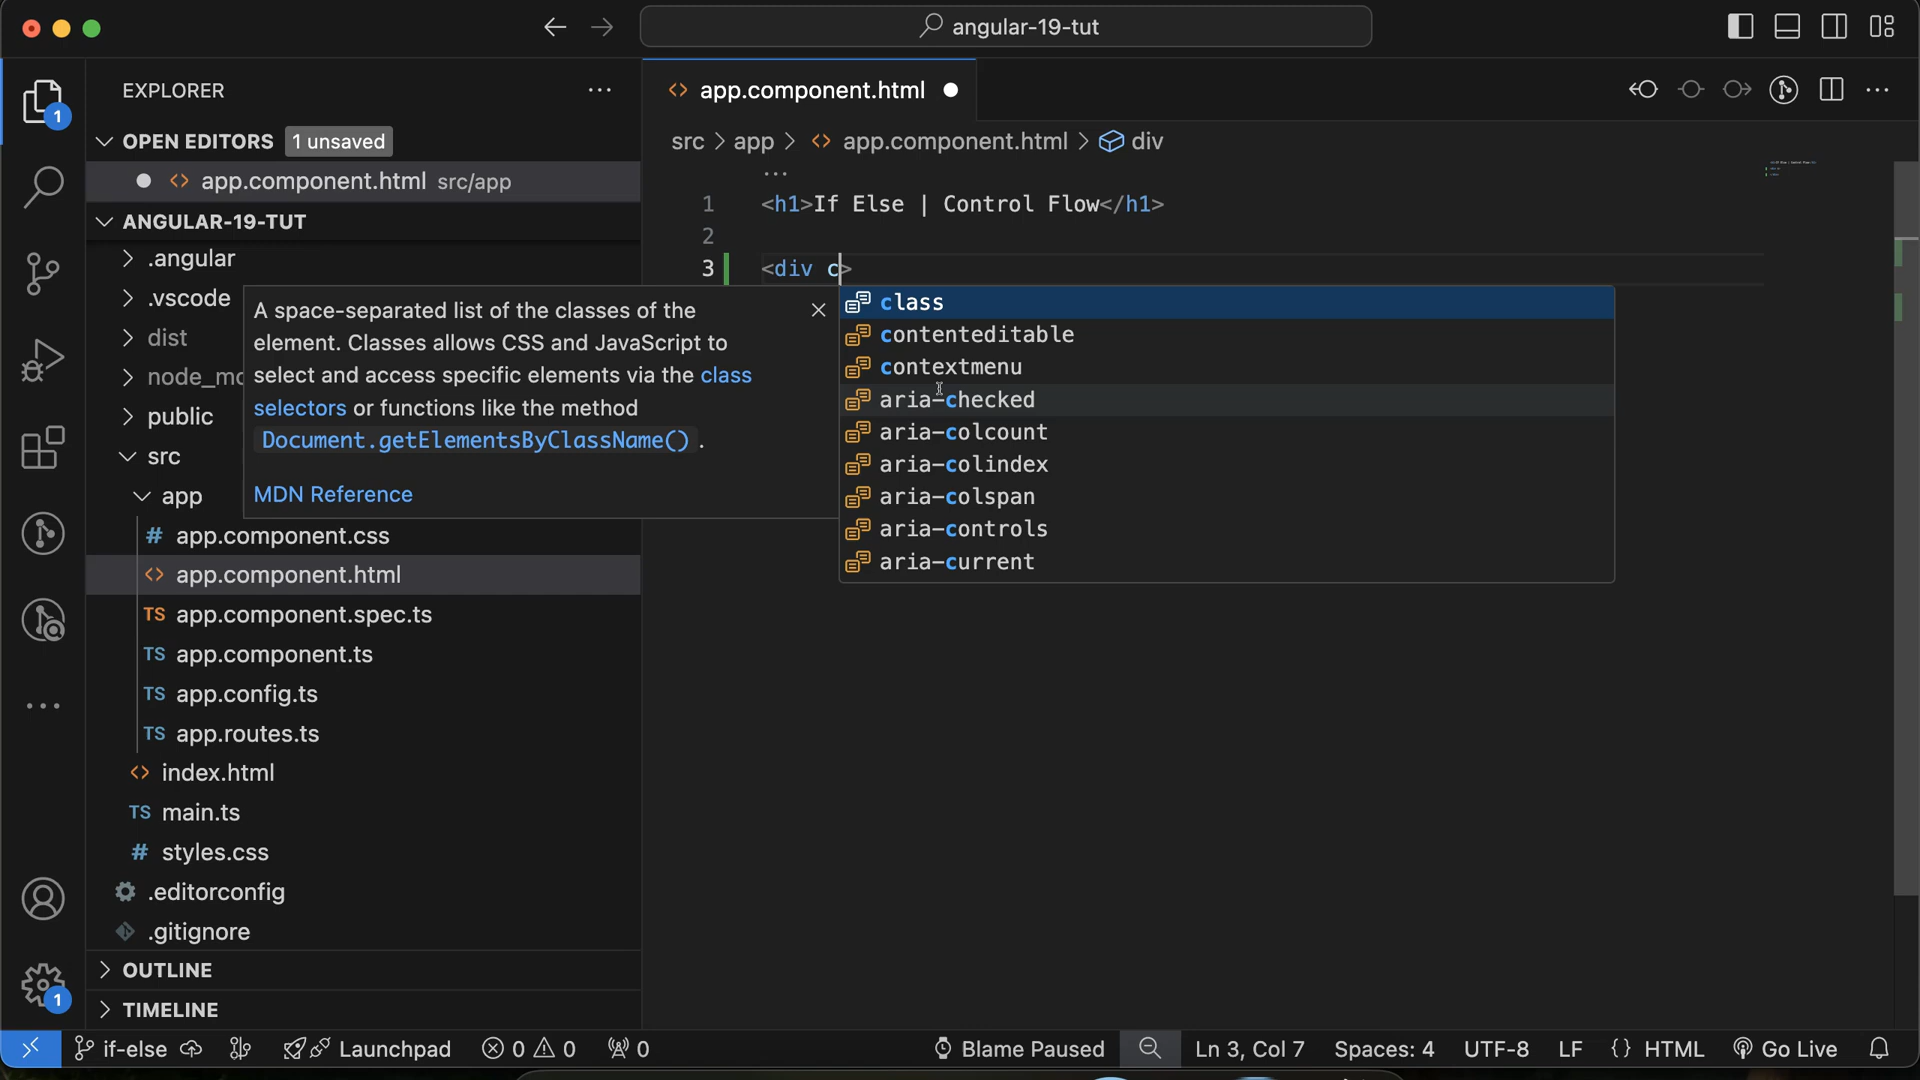 angular-19-tut
EXPLORER
OPEN EDITORS 1 unsaved
app.component.html src/app
ANGULAR-19-TUT
.angular
.vscode
dist
node_mo
public
src
app
app.component.css
app.component.html
TS app.component.spec.ts
TS app.component.ts
TS app.config.ts
TS app.routes.ts
index.html
TS main.ts
# styles.css
.editorconfig
.gitignore
OUTLINE
TIMELINE
app.component.html
src > app > <> app.component.html > div
...
1 <h1>If Else | Control Flow</h1>
2
3 <div c>
A space-separated list of the classes of the
element. Classes allows CSS and JavaScript to
select and access specific elements via the class
selectors or functions like the method
Document.getElementsByClassName() .
MDN Reference
class
contenteditable
contextmenu
aria-checked
aria-colcount
aria-colindex
aria-colspan
aria-controls
aria-current
if-else Launchpad 0 0 0 Blame Paused Ln 3, Col 7 Spaces: 4 UTF-8 LF {} HTML Go Live
1
1